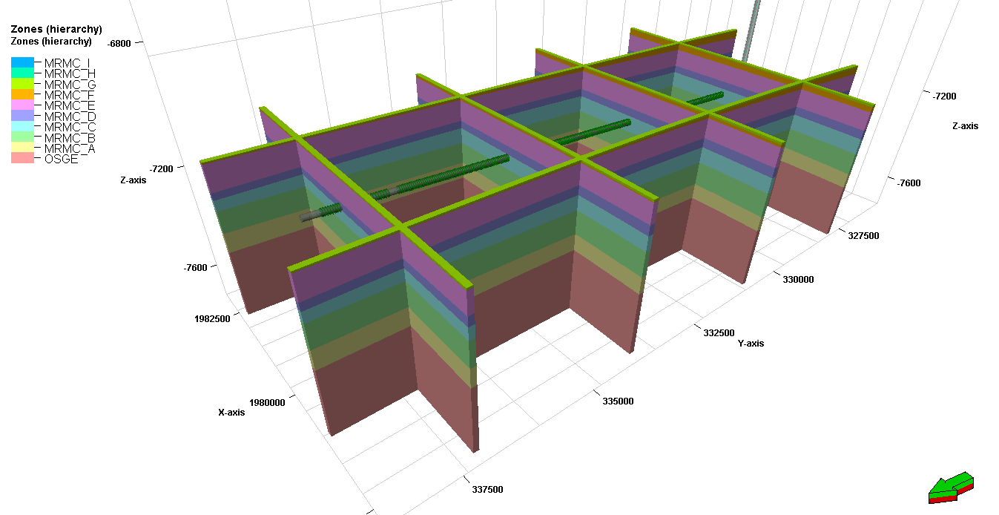 Zones (hierarchy)
Zones (hierarchy)
MRMC_I
MRMC_H
MRMC_G
MRMC_F
MRMC_E
MRMC_D
MRMC_C
MRMC_B
MRMC_A
OSGE
-6800
-7200
Z-axis
-7600
1982500
X-axis
1980000
337500
335000
332500
Y-axis
330000
327500
-7600
Z-axis
-7200